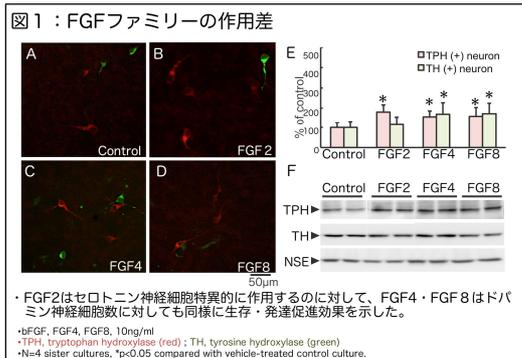 図1：FGFファミリーの作用差
A
Control
B
FGF2
C
FGF4
D
FGF8
50μm
E
% of control
500
400
300
200
100
0
TPH (+) neuron
TH (+) neuron
*
* *
* *
Control FGF2 FGF4 FGF8
F
Control FGF2 FGF4 FGF8
TPH▶
TH▶
NSE▶
・FGF2はセロトニン神経細胞特異的に作用するのに対して、FGF4・FGF8はドパ
ミン神経細胞数に対しても同様に生存・発達促進効果を示した。
•bFGF, FGF4, FGF8, 10ng/ml
•TPH, tryptophan hydroxylase (red) ; TH, tyrosine hydroxylase (green)
•N=4 sister cultures, *p<0.05 compared with vehicle-treated control culture.